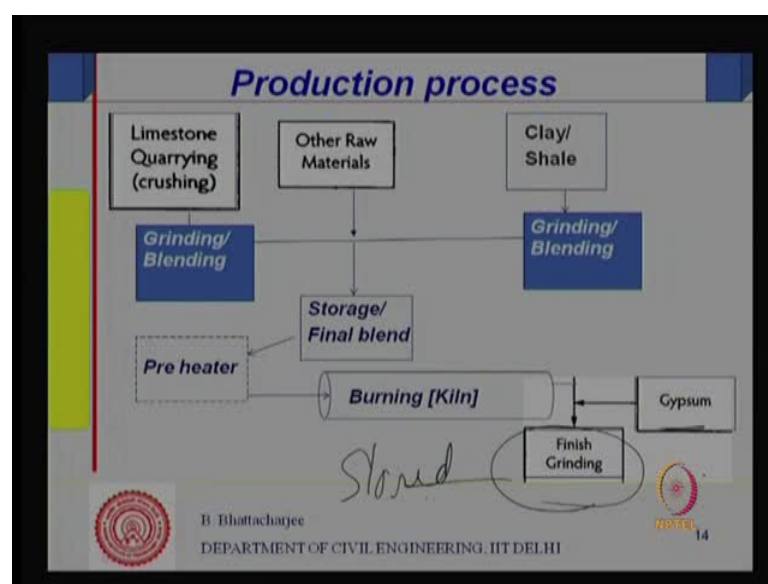 Production process
Limestone
Quarrying
(crushing)
Other Raw
Materials
Clay/
Shale
Grinding/
Blending
Grinding/
Blending
Storage/
Final blend
Pre heater
Burning [Kiln]
Gypsum
Finish
Grinding
Stored
B. Bhattacharjee
DEPARTMENT OF CIVIL ENGINEERING, IIT DELHI
NPTEL
14